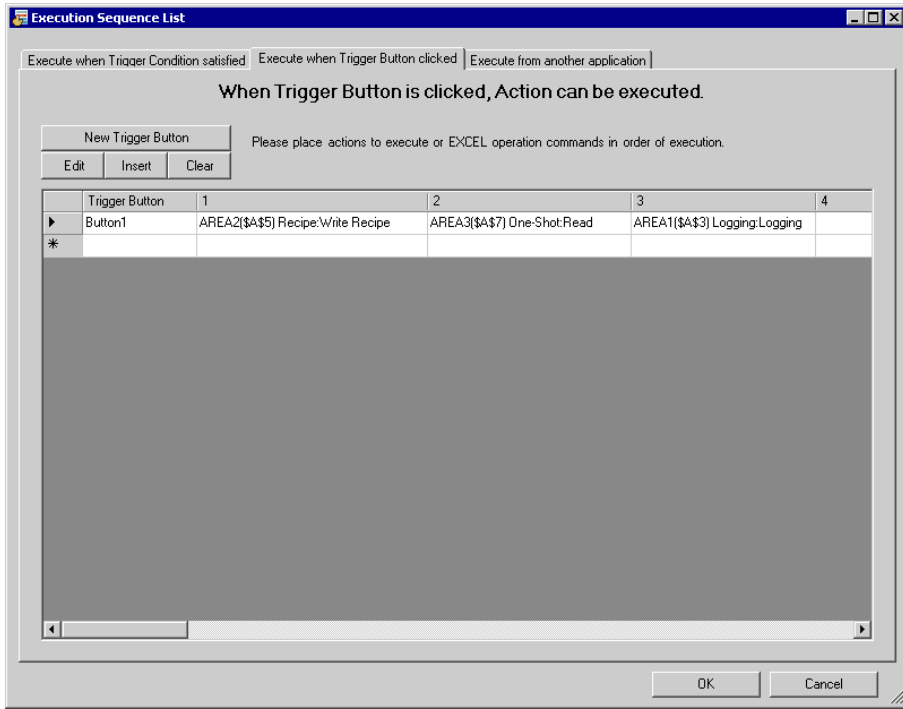 Execution Sequence List
Execute when Trigger Condition satisfied Execute when Trigger Button clicked Execute from another application
When Trigger Button is clicked, Action can be executed.
New Trigger Button
Please place actions to execute or EXCEL operation commands in order of execution.
Edit Insert Clear
Trigger Button 1 2 3 4
Button1 AREA2($A$5) Recipe:Write Recipe AREA3($A$7) One-Shot:Read AREA1($A$3) Logging:Logging
OK Cancel